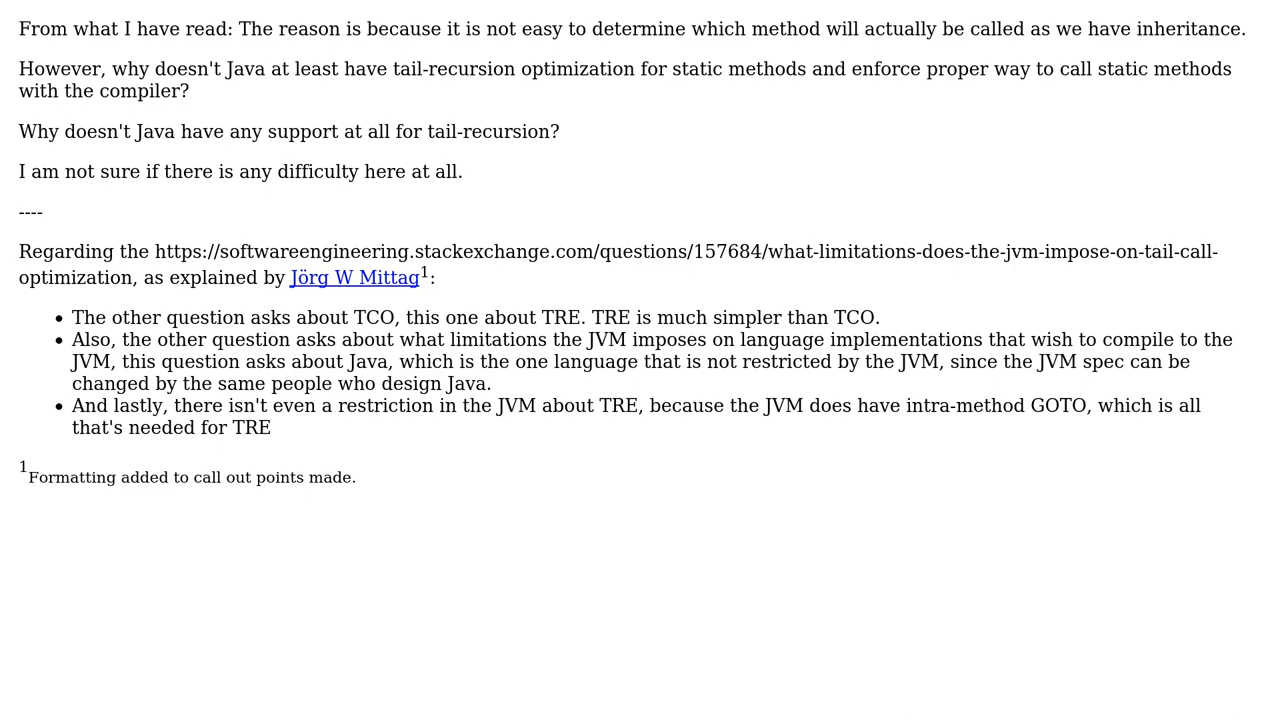 From what I have read: The reason is because it is not easy to determine which method will actually be called as we have inheritance.
However, why doesn't Java at least have tail-recursion optimization for static methods and enforce proper way to call static methods
with the compiler?
Why doesn't Java have any support at all for tail-recursion?
I am not sure if there is any difficulty here at all.
----
Regarding the https://softwareengineering.stackexchange.com/questions/157684/what-limitations-does-the-jvm-impose-on-tail-call-
optimization, as explained by Jörg W Mittag1:
• The other question asks about TCO, this one about TRE. TRE is much simpler than TCO.
• Also, the other question asks about what limitations the JVM imposes on language implementations that wish to compile to the
JVM, this question asks about Java, which is the one language that is not restricted by the JVM, since the JVM spec can be
changed by the same people who design Java.
• And lastly, there isn't even a restriction in the JVM about TRE, because the JVM does have intra-method GOTO, which is all
that's needed for TRE
1Formatting added to call out points made.